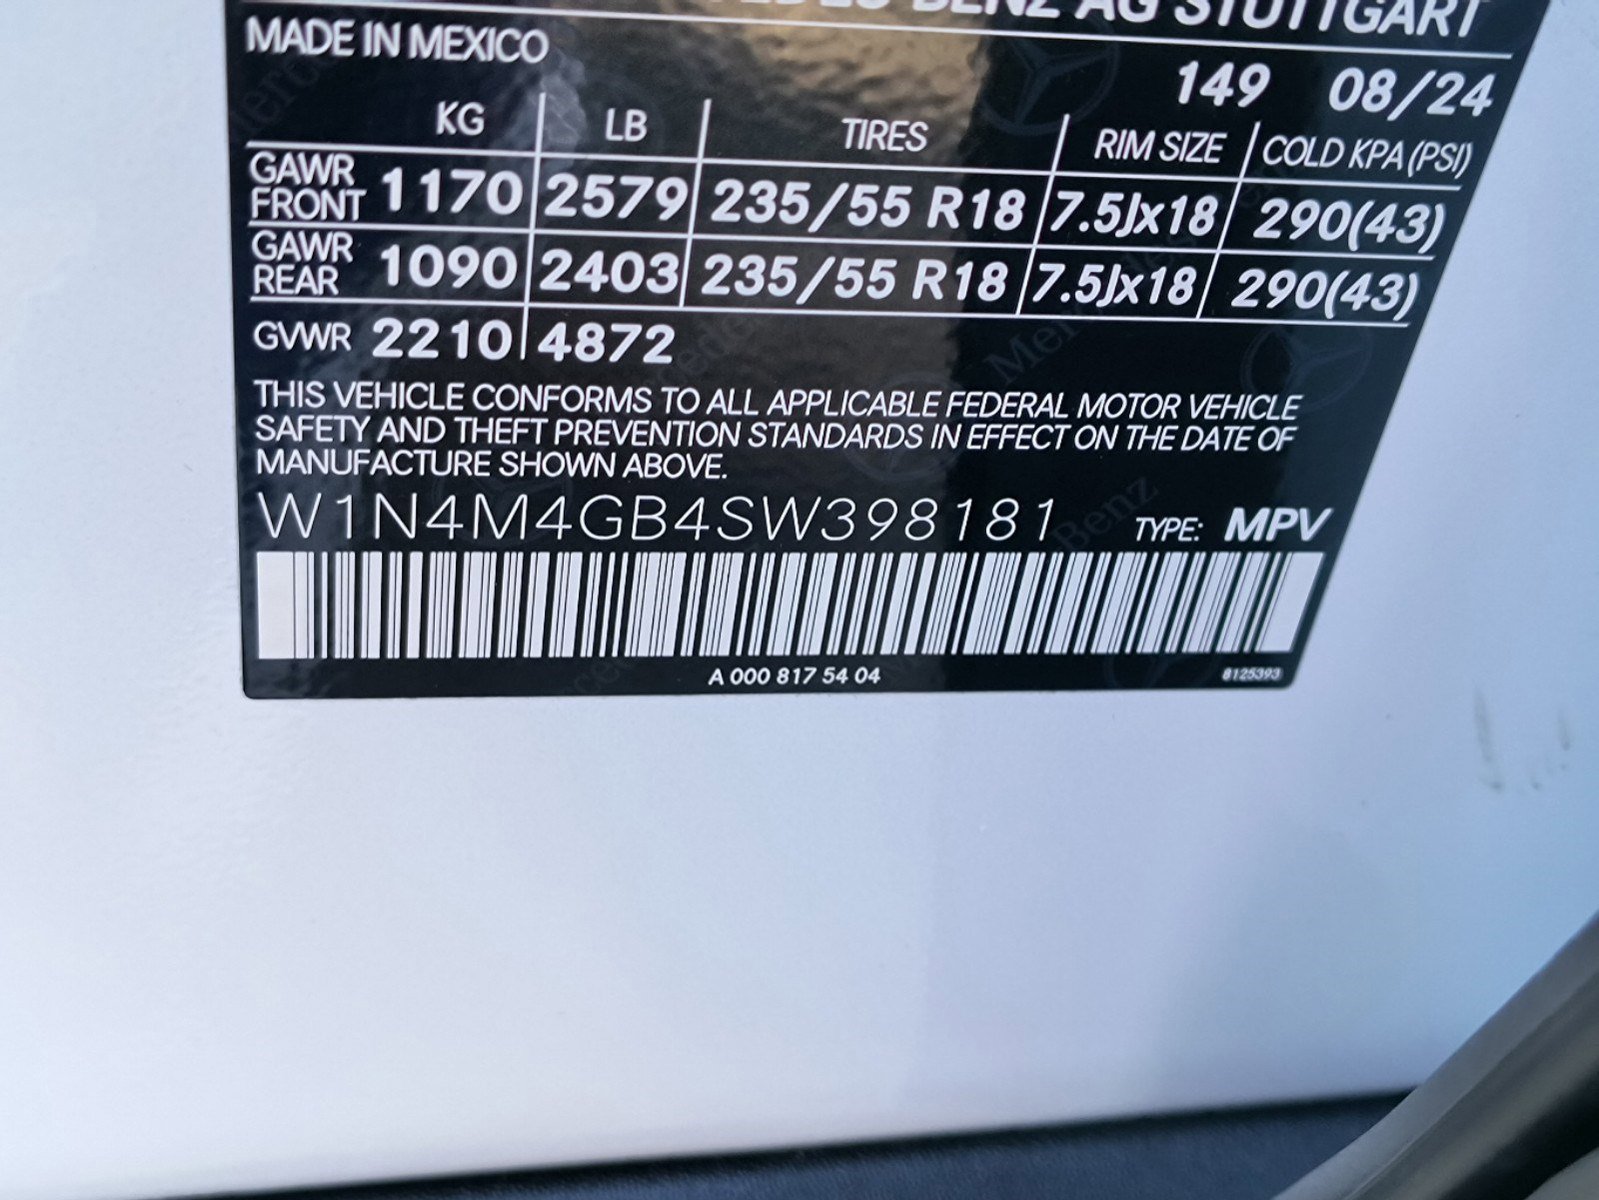 BENZ AG STUTTGART
MADE IN MEXICO
149 08/24
KG LB TIRES RIM SIZE COLD KPA (PSI)
GAWR FRONT 1170 2579 235/55 R18 7.5Jx18 290(43)
GAWR REAR 1090 2403 235/55 R18 7.5Jx18 290(43)
GVWR 2210 4872
THIS VEHICLE CONFORMS TO ALL APPLICABLE FEDERAL MOTOR VEHICLE
SAFETY AND THEFT PREVENTION STANDARDS IN EFFECT ON THE DATE OF
MANUFACTURE SHOWN ABOVE.
W1N4M4GB4SW398181 TYPE: MPV
A 000 817 54 04 8125393